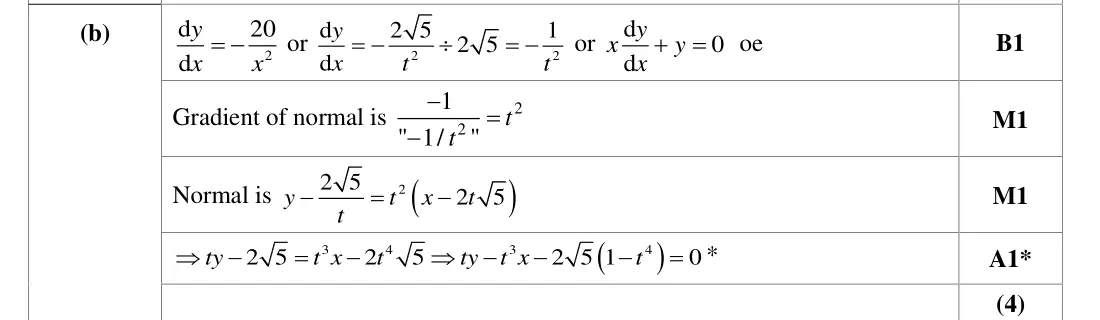 (b) dy/dx = −20/x² or dy/dx = −2√5/t² ÷ 2√5 = −1/t² or x dy/dx + y = 0 oe B1
Gradient of normal is −1/"−1/t²" = t² M1
Normal is y − 2√5/t = t²(x − 2t√5) M1
⇒ ty − 2√5 = t³x − 2t⁴√5 ⇒ ty − t³x − 2√5(1 − t⁴) = 0 * A1*
(4)